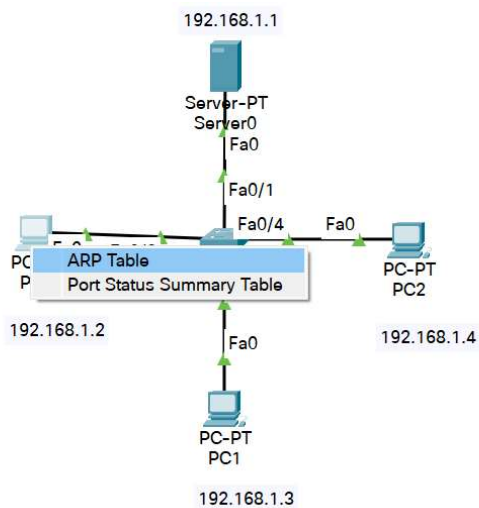 192.168.1.1
Server-PT
Server0
Fa0
Fa0/1
Fa0/4
Fa0
ARP Table
Port Status Summary Table
PC-PT
PC2
192.168.1.2
192.168.1.4
Fa0
PC-PT
PC1
192.168.1.3